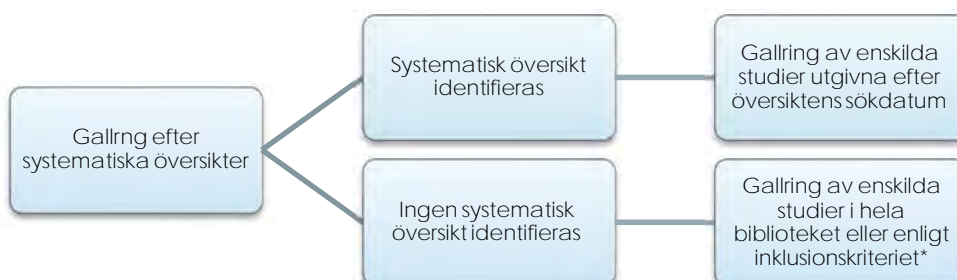 Gallrng efter
systematiska översikter
Systematisk översikt
identifieras
Gallring av enskilda
studier utgivna efter
översiktens sökdatum
Ingen systematisk
översikt identifieras
Gallring av enskilda
studier i hela
biblioteket eller enligt
inklusionskriteriet*